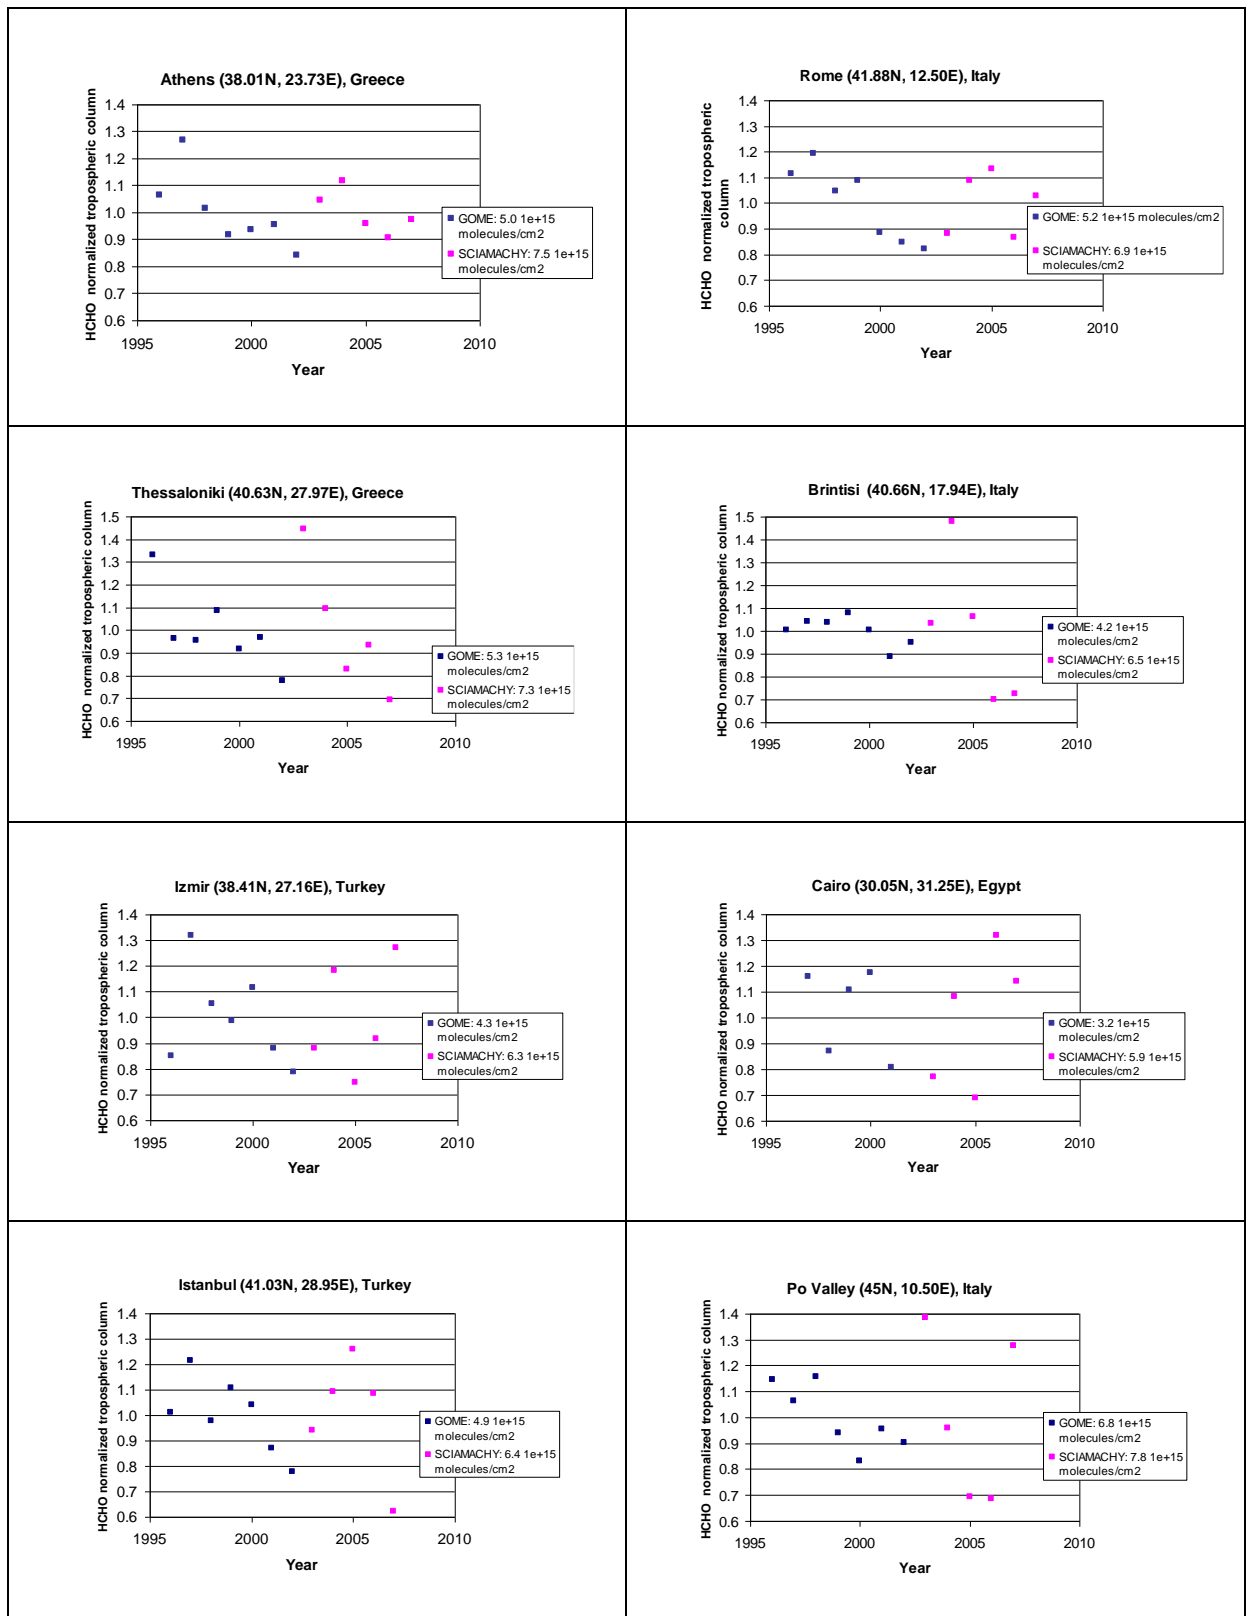 Athens (38.01N, 23.73E), Greece
HCHO normalized tropospheric column
1.4
1.3
1.2
1.1
1.0
0.9
0.8
0.7
0.6
1995 2000 2005 2010
Year
GOME: 5.0 1e+15
molecules/cm2
SCIAMACHY: 7.5 1e+15
molecules/cm2
Rome (41.88N, 12.50E), Italy
HCHO normalized tropospheric
column
1.4
1.3
1.2
1.1
1.0
0.9
0.8
0.7
0.6
1995 2000 2005 2010
Year
GOME: 5.2 1e+15 molecules/cm2
SCIAMACHY: 6.9 1e+15
molecules/cm2
Thessaloniki (40.63N, 27.97E), Greece
HCHO normalized tropospheric column
1.5
1.4
1.3
1.2
1.1
1.0
0.9
0.8
0.7
0.6
1995 2000 2005 2010
Year
GOME: 5.3 1e+15
molecules/cm2
SCIAMACHY: 7.3 1e+15
molecules/cm2
Brintisi (40.66N, 17.94E), Italy
HCHO normalized tropospheric column
1.5
1.4
1.3
1.2
1.1
1.0
0.9
0.8
0.7
0.6
1995 2000 2005 2010
Year
GOME: 4.2 1e+15
molecules/cm2
SCIAMACHY: 6.5 1e+15
molecules/cm2
Izmir (38.41N, 27.16E), Turkey
HCHO normalized tropospheric column
1.4
1.3
1.2
1.1
1.0
0.9
0.8
0.7
0.6
1995 2000 2005 2010
Year
GOME: 4.3 1e+15
molecules/cm2
SCIAMACHY: 6.3 1e+15
molecules/cm2
Cairo (30.05N, 31.25E), Egypt
HCHO normalized tropospheric column
1.4
1.3
1.2
1.1
1.0
0.9
0.8
0.7
0.6
1995 2000 2005 2010
Year
GOME: 3.2 1e+15
molecules/cm2
SCIAMACHY: 5.9 1e+15
molecules/cm2
Istanbul (41.03N, 28.95E), Turkey
HCHO normalized tropospheric column
1.4
1.3
1.2
1.1
1.0
0.9
0.8
0.7
0.6
1995 2000 2005 2010
Year
GOME: 4.9 1e+15
molecules/cm2
SCIAMACHY: 6.4 1e+15
molecules/cm2
Po Valley (45N, 10.50E), Italy
HCHO normalized tropospheric column
1.4
1.3
1.2
1.1
1.0
0.9
0.8
0.7
0.6
1995 2000 2005 2010
Year
GOME: 6.8 1e+15
molecules/cm2
SCIAMACHY: 7.8 1e+15
molecules/cm2